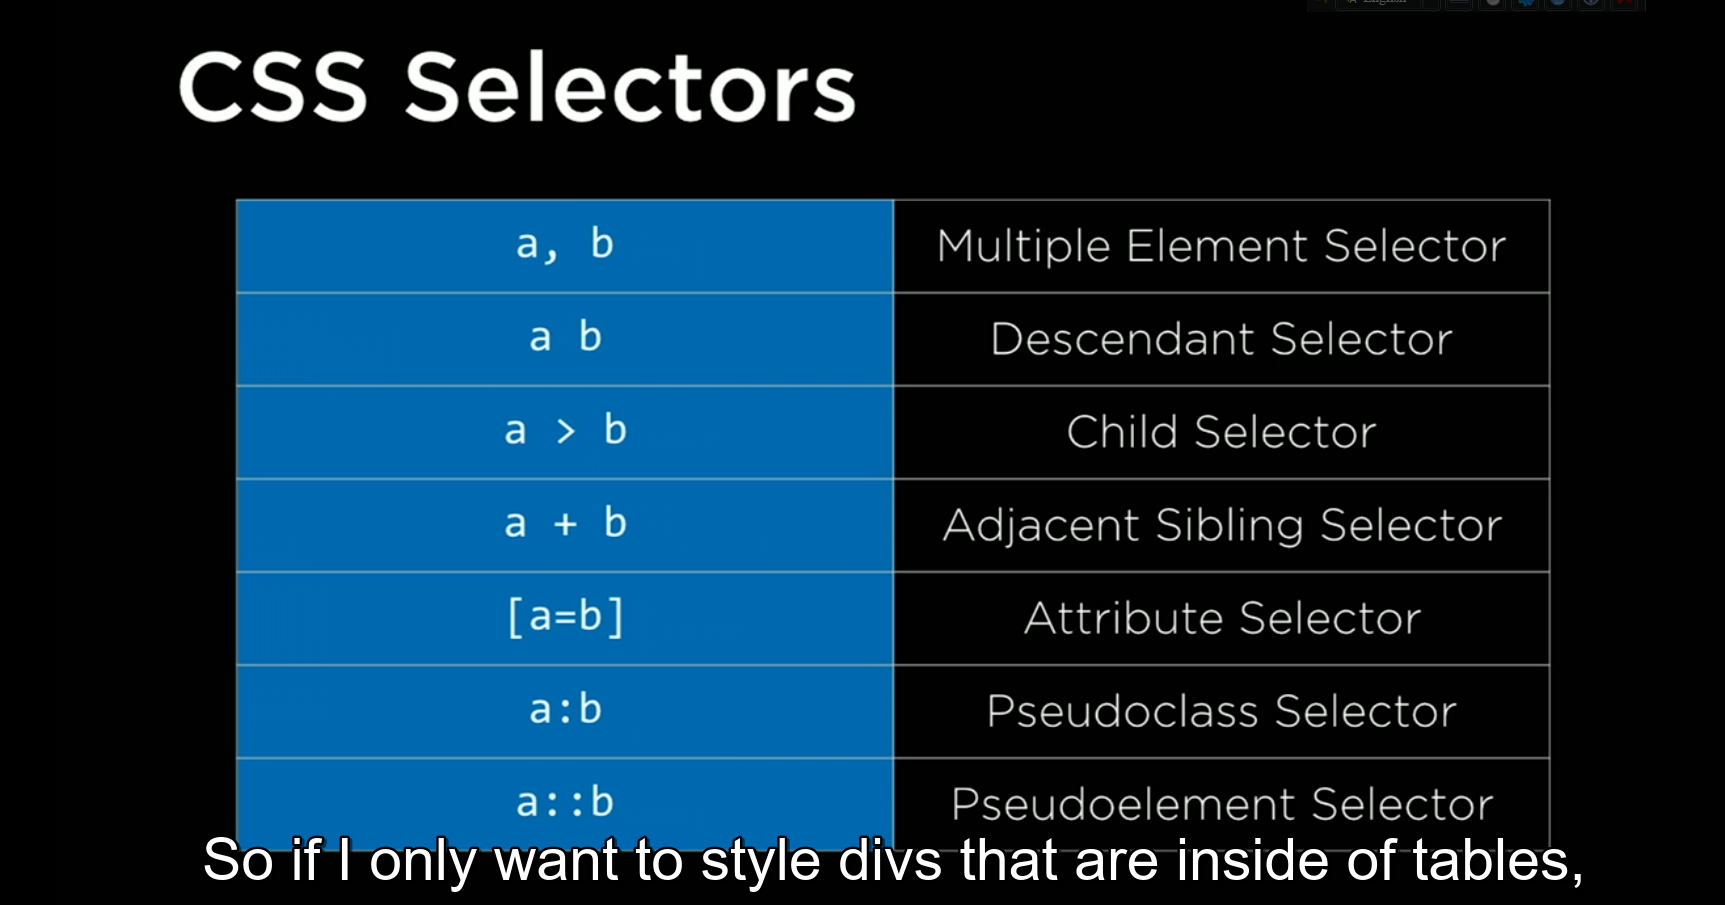 CSS Selectors
a, b Multiple Element Selector
a b Descendant Selector
a > b Child Selector
a + b Adjacent Sibling Selector
[a=b] Attribute Selector
a:b Pseudoclass Selector
a::b Pseudoelement Selector
So if I only want to style divs that are inside of tables,